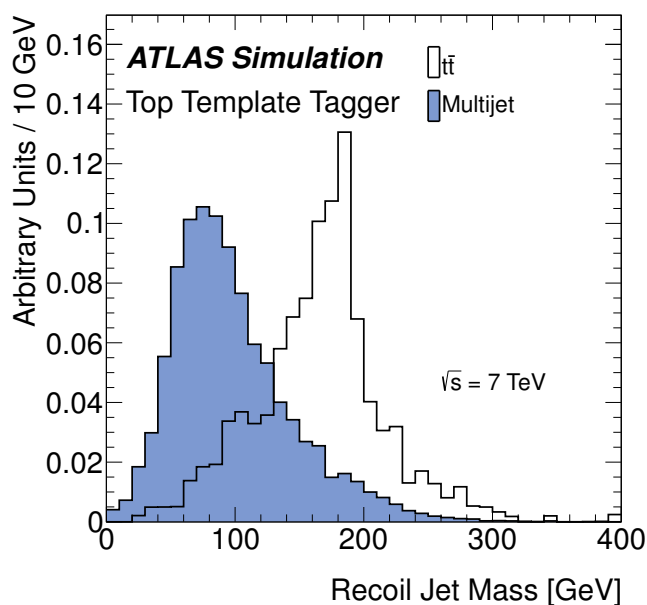 ATLAS Simulation
Top Template Tagger
tt̄
Multijet
√s = 7 TeV
Arbitrary Units / 10 GeV
0.16
0.14
0.12
0.1
0.08
0.06
0.04
0.02
0
0 100 200 300 400
Recoil Jet Mass [GeV]